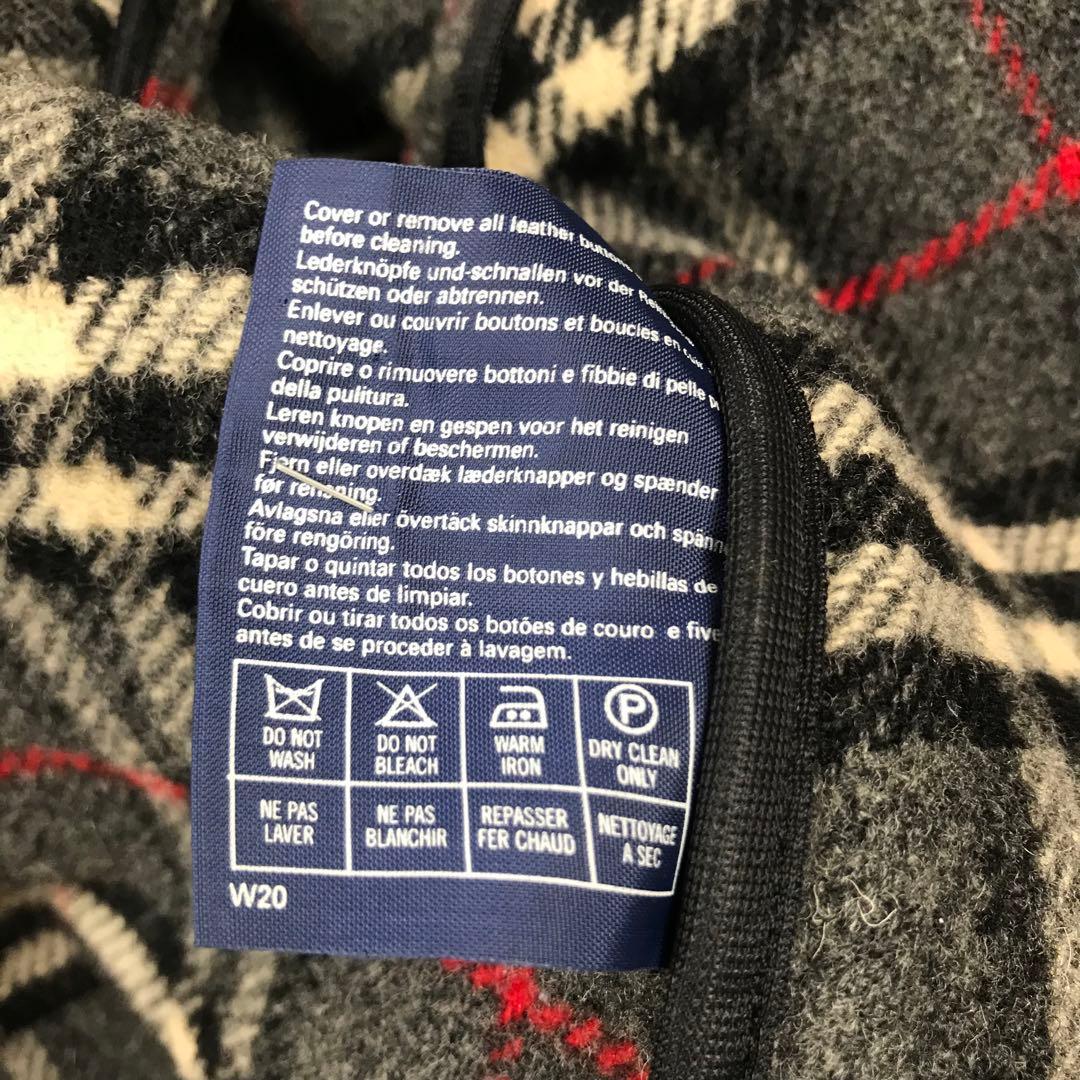 Cover or remove all leather buttons
before cleaning.
Lederknöpfe und-schnallen vor der
schützen oder abtrennen.
Enlever ou couvrir boutons et boucles en cuir
nettoyage.
Coprire o rimuovere bottoni e fibbie di pelle
della pulitura.
Leren knopen en gespen voor het reinigen
verwijderen of beschermen.
Fjern eller overdæk læderknapper og spænder
før rensning.
Avlagsna eller övertäck skinnknappar och spänn
före rengöring.
Tapar o quintar todos los botones y hebillas de
cuero antes de limpiar.
Cobrir ou tirar todos os botões de couro e five
antes de se proceder à lavagem.
P
DO NOT WASH
DO NOT BLEACH
WARM IRON
DRY CLEAN ONLY
NE PAS LAVER
NE PAS BLANCHIR
REPASSER FER CHAUD
NETTOYAGE A SEC
W20